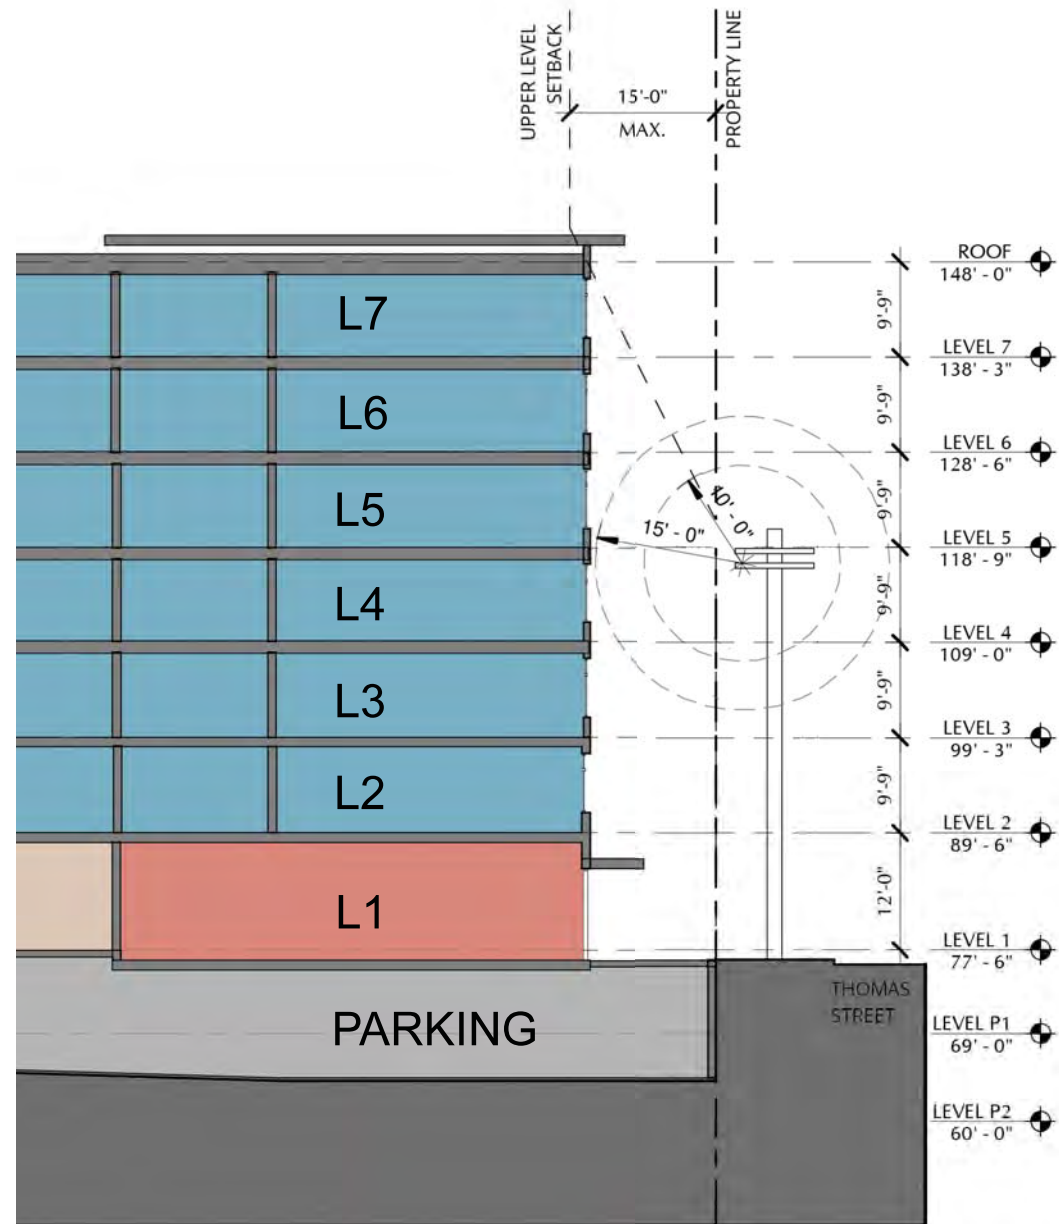 UPPER LEVEL
SETBACK
15'-0"
MAX.
PROPERTY LINE
ROOF
148' - 0"
9'-9"
L7
LEVEL 7
138' - 3"
9'-9"
L6
LEVEL 6
128' - 6"
9'-9"
L5
10' - 0"
15' - 0"
LEVEL 5
118' - 9"
9'-9"
L4
LEVEL 4
109' - 0"
9'-9"
L3
LEVEL 3
99' - 3"
9'-9"
L2
LEVEL 2
89' - 6"
12'-0"
L1
LEVEL 1
77' - 6"
THOMAS
STREET
PARKING
LEVEL P1
69' - 0"
LEVEL P2
60' - 0"